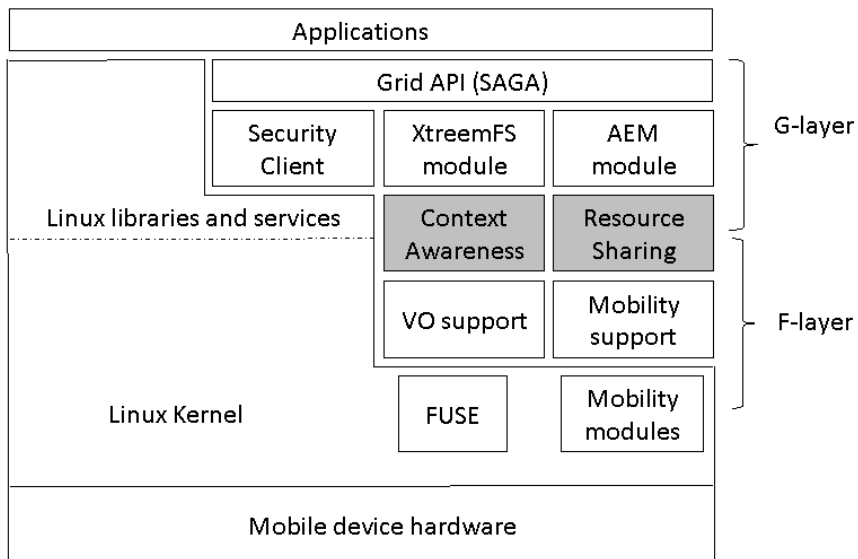 Applications
Grid API (SAGA)
G-layer
Security
Client
XtreemFS
module
AEM
module
Linux libraries and services
Context
Awareness
Resource
Sharing
VO support
Mobility
support
F-layer
Linux Kernel
FUSE
Mobility
modules
Mobile device hardware